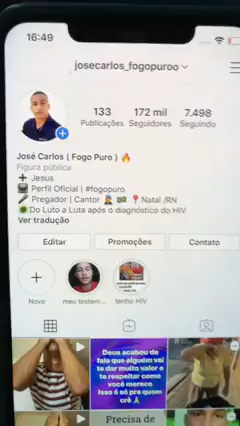 16:49
josecarlos_fogopuroo
133 172 mil 7.498
Publicações Seguidores Seguindo
José Carlos ( Fogo Puro )
Figura pública
Jesus
Perfil Oficial | #fogopuro
Pregador | Cantor Natal /RN
Do Luto a Luta após o diagnóstico do HIV
Ver tradução
Editar Promoções Contato
Novo meu testem... tenho HIV
Deus acabou de
fala que alguém vai
te dar muito valor e
te respeitar como
você merece
Isso é só pra quem
crê
Precisa de